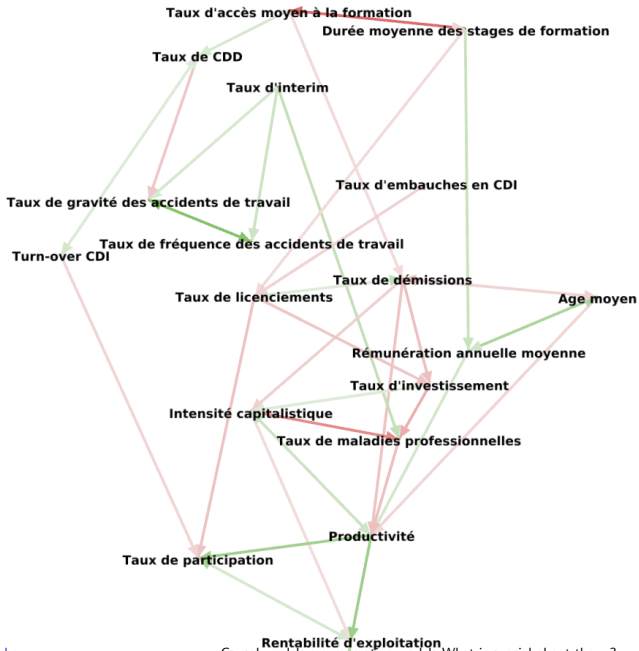 Taux d'accès moyen à la formation
Durée moyenne des stages de formation
Taux de CDD
Taux d'interim
Taux d'embauches en CDI
Taux de gravité des accidents de travail
Taux de fréquence des accidents de travail
Turn-over CDI
Taux de démissions
Taux de licenciements
Age moyen
Rémunération annuelle moyenne
Taux d'investissement
Intensité capitalistique
Taux de maladies professionnelles
Productivité
Taux de participation
Rentabilité d'exploitation